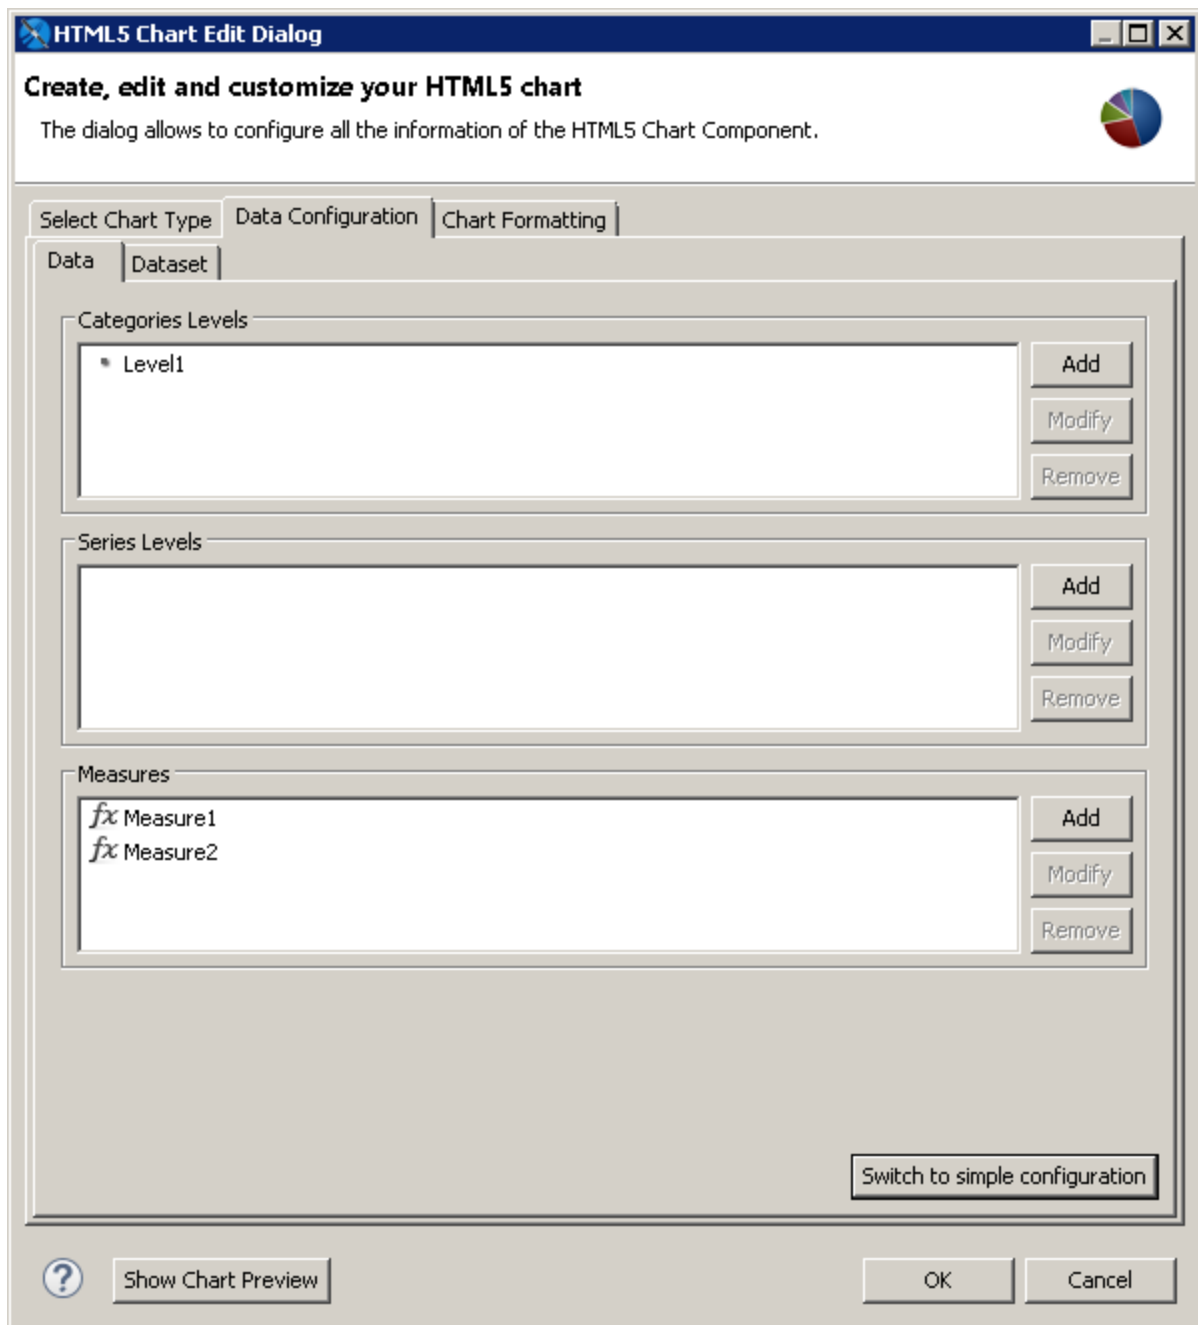 HTML5 Chart Edit Dialog
Create, edit and customize your HTML5 chart
The dialog allows to configure all the information of the HTML5 Chart Component.
Select Chart Type Data Configuration Chart Formatting
Data Dataset
Categories Levels
Level1 Add
Modify
Remove
Series Levels
Add
Modify
Remove
Measures
fx Measure1 Add
fx Measure2
Modify
Remove
Switch to simple configuration
? Show Chart Preview OK Cancel